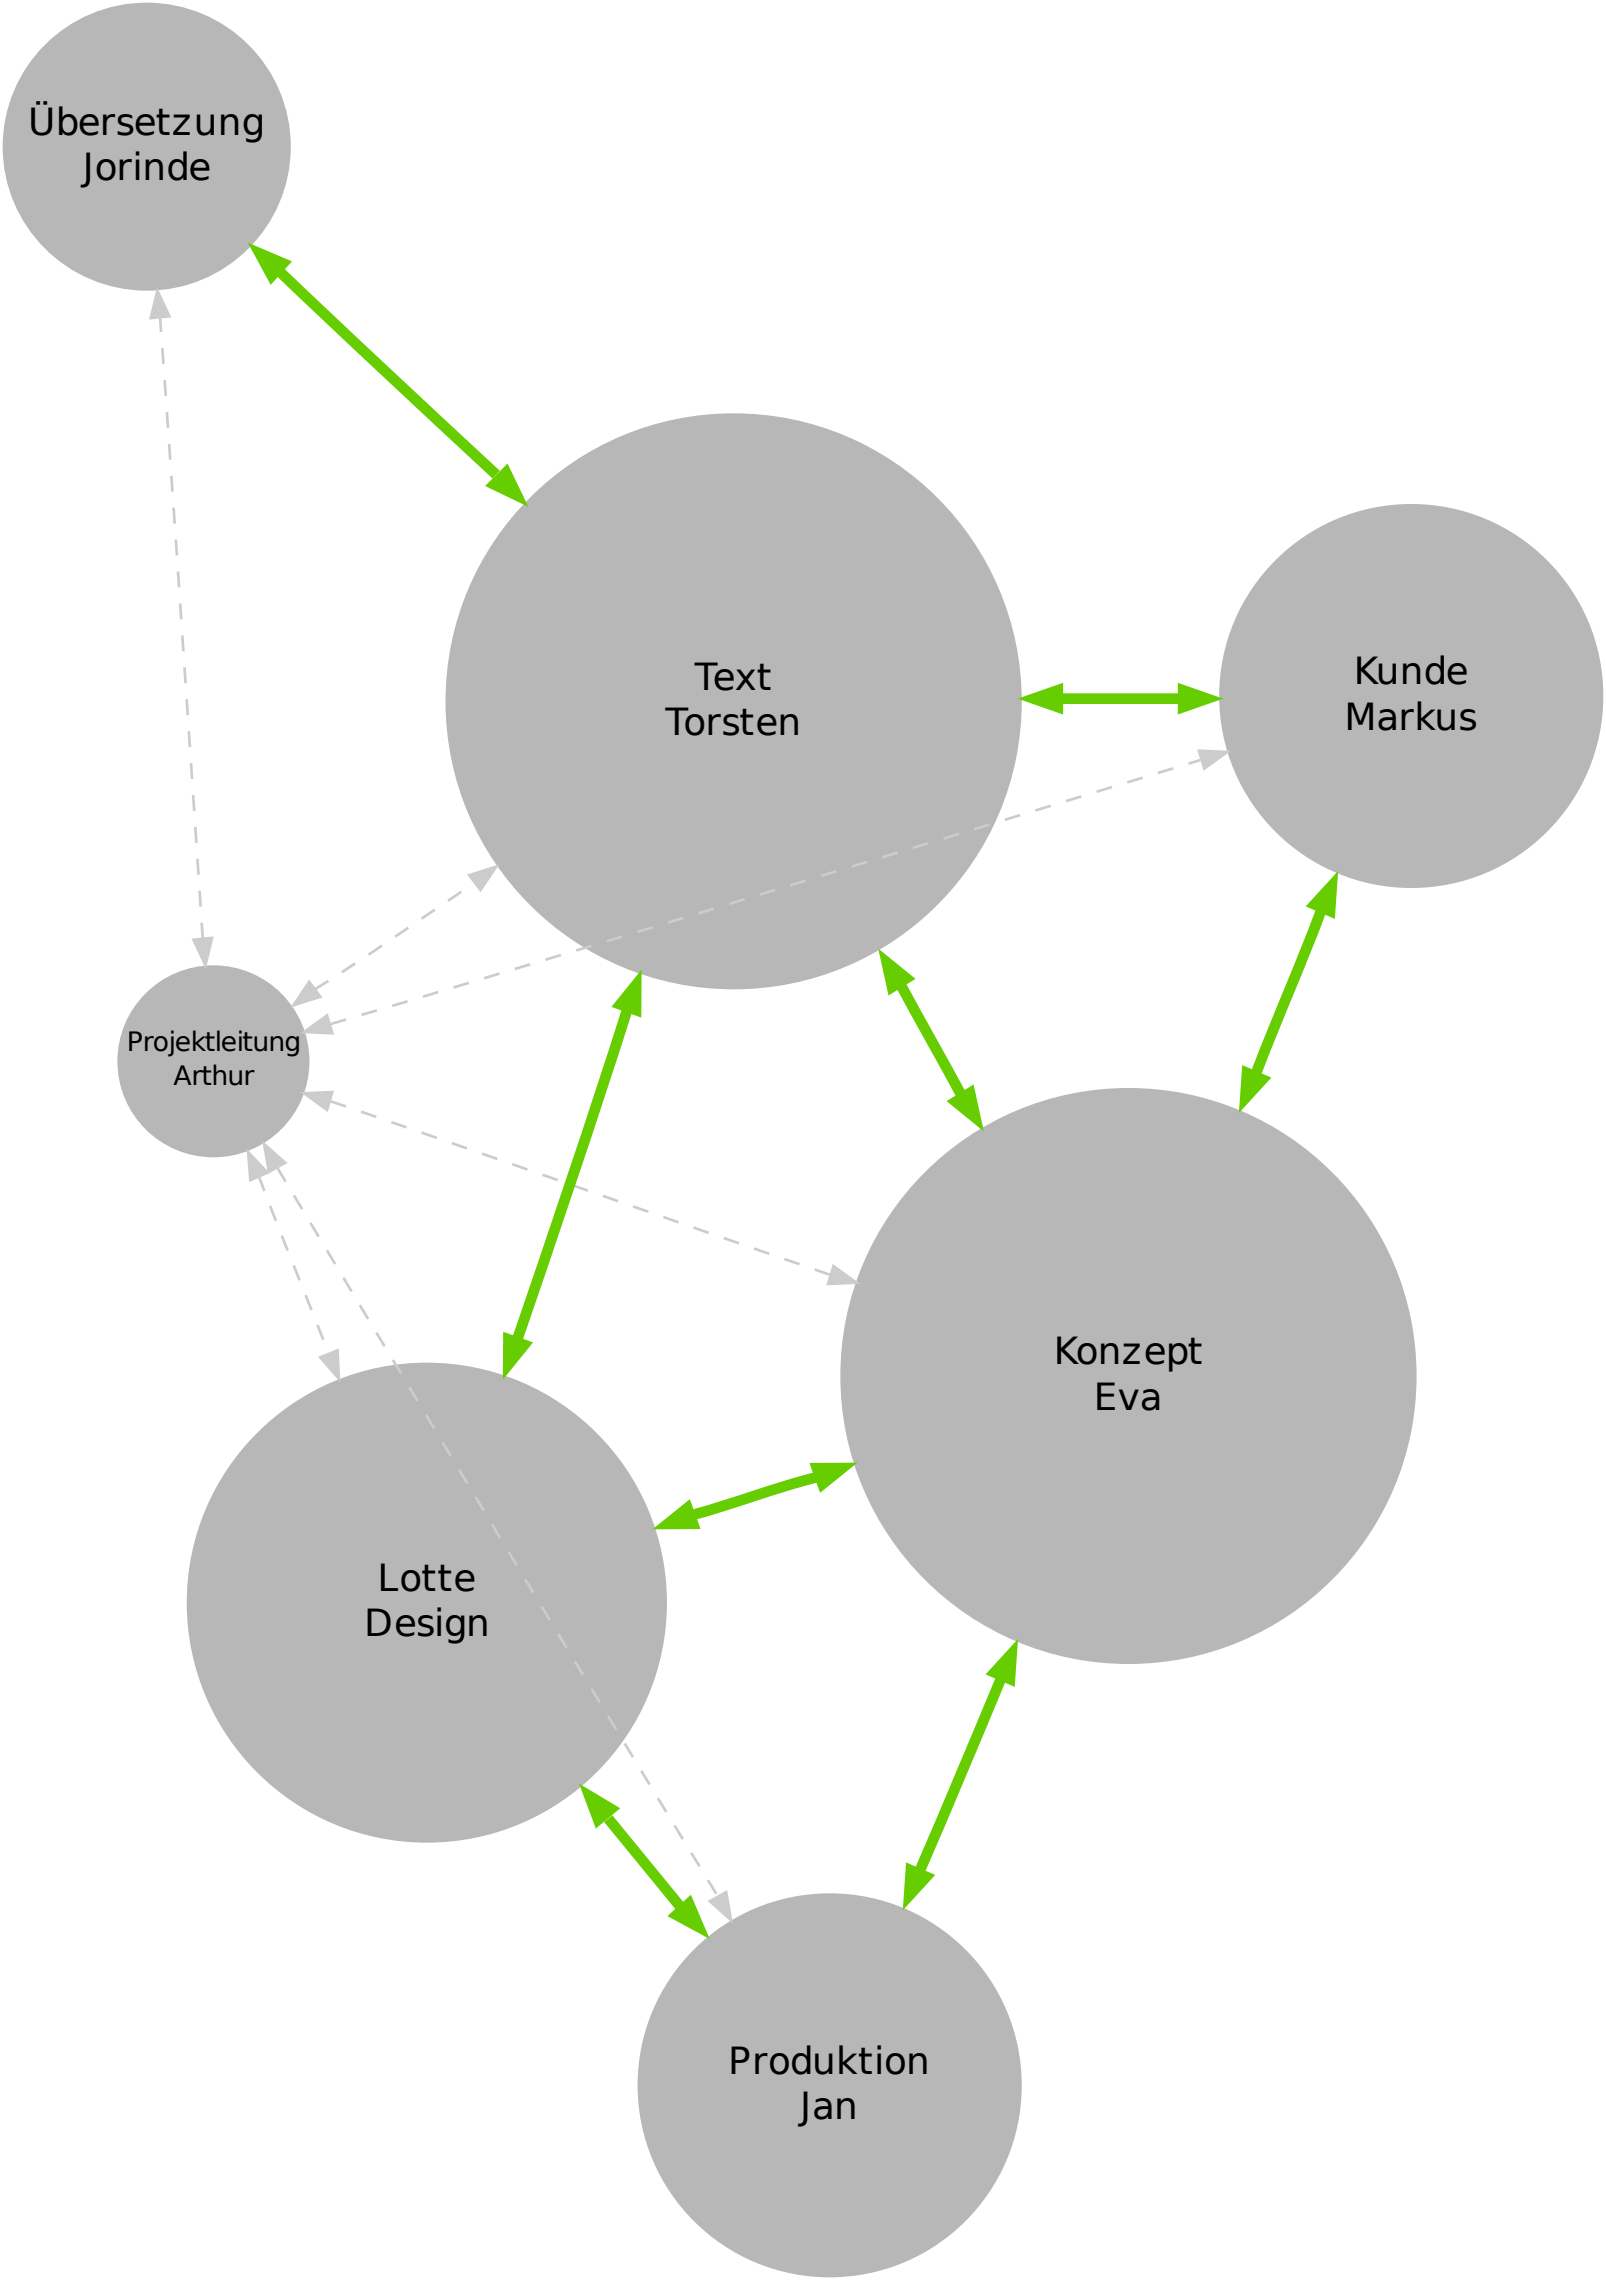 Übersetzung
Jorinde
Text
Torsten
Kunde
Markus
Projektleitung
Arthur
Konzept
Eva
Lotte
Design
Produktion
Jan